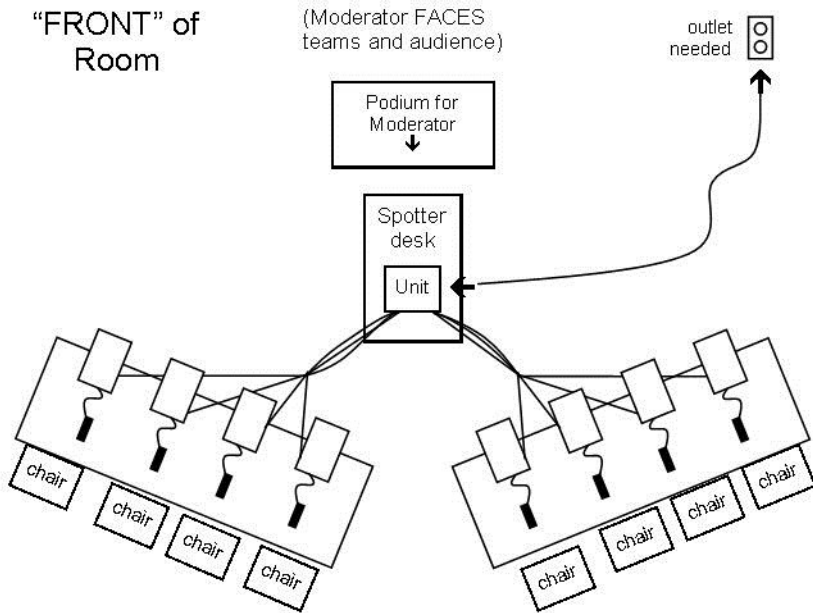 “FRONT” of
Room
(Moderator FACES
teams and audience)
outlet
needed
Podium for
Moderator
Spotter
desk
Unit
chair
chair
chair
chair
chair
chair
chair
chair